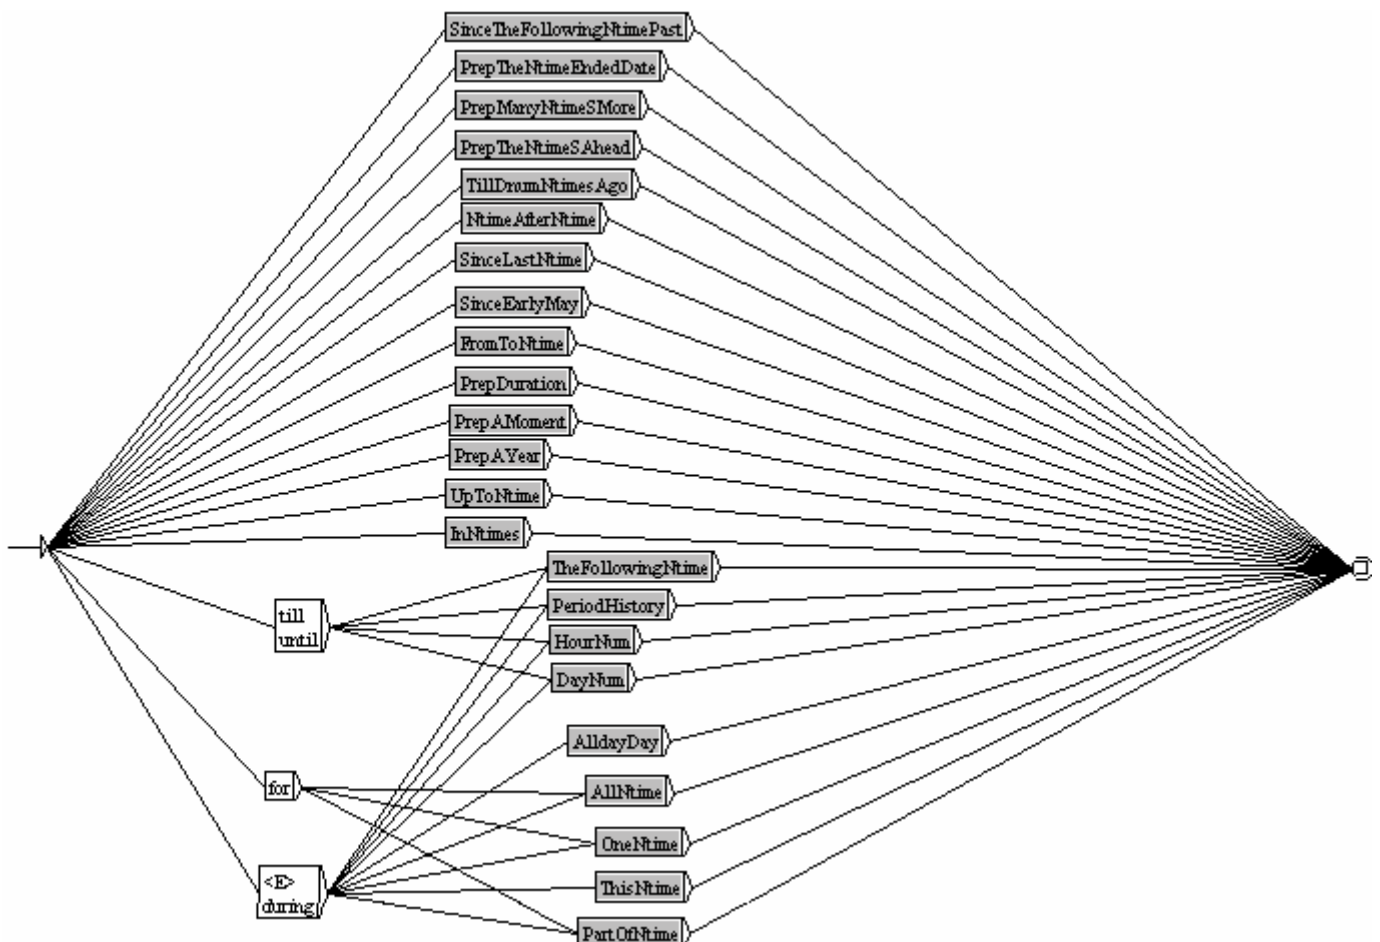 SinceTheFollowingNtimePast
PrepTheNtimeEndedDate
PrepManyNtimeSMore
PrepTheNtimeSAhead
TillDnumNtimesAgo
NtimeAfterNtime
SinceLastNtime
SinceEarlyMay
FromToNtime
PrepDuration
PrepAMoment
PrepAYear
UpToNtime
InNtimes
TheFollowingNtime
PeriodHistory
till
until
HourNum
DayNum
AlldayDay
for
AllNtime
OneNtime
<E>
during
ThisNtime
PartOfNtime